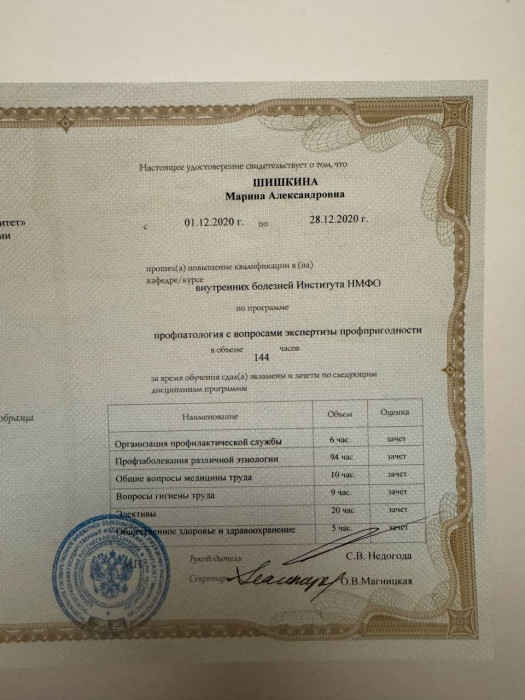 Настоящее удостоверение свидетельствует о том, что
ШИШКИНА
Марина Александровна
с 01.12.2020 г. по 28.12.2020 г.
прошел(а) повышение квалификации в (на)
кафедре/курсе
внутренних болезней Института НМФО
по программе
профпатология с вопросами экспертизы профпригодности
в объеме 144 часов
за время обучения сдал(а) экзамены и зачеты по следующим
дисциплинам программы
Наименование Объем Оценка
Организация профилактической службы 6 час. зачет
Профзаболевания различной этиологии 94 час. зачет
Общие вопросы медицины труда 10 час. зачет
Вопросы гигиены труда 9 час. зачет
Элективы 20 час. зачет
Общественное здоровье и здравоохранение 5 час. зачет
МП
Руководитель С.В. Недогода
Секретарь О.В.Магницкая
итет»
ии
образца